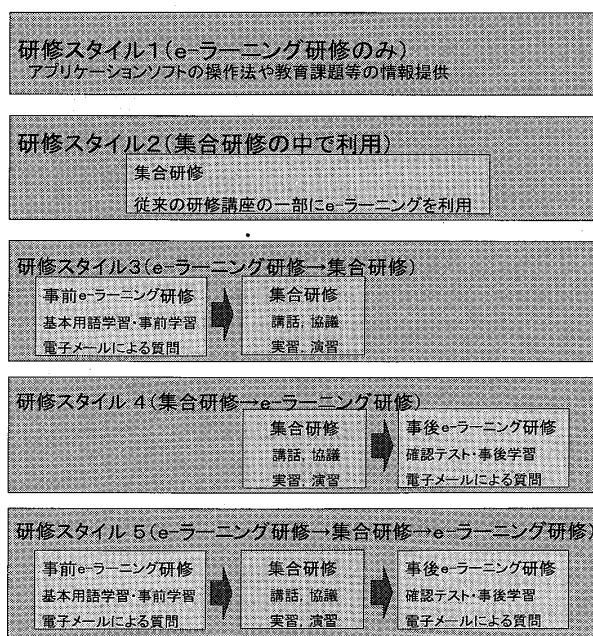 研修スタイル1(e-ラーニング研修のみ)
アプリケーションソフトの操作法や教育課題等の情報提供
研修スタイル2(集合研修の中で利用)
集合研修
従来の研修講座の一部にe-ラーニングを利用
研修スタイル3(e-ラーニング研修→集合研修)
事前e-ラーニング研修
基本用語学習・事前学習
電子メールによる質問
集合研修
講話, 協議
実習, 演習
研修スタイル 4(集合研修→e-ラーニング研修)
集合研修
講話, 協議
実習, 演習
事後e-ラーニング研修
確認テスト・事後学習
電子メールによる質問
研修スタイル 5(e-ラーニング研修→集合研修→e-ラーニング研修)
事前e-ラーニング研修
基本用語学習・事前学習
電子メールによる質問
集合研修
講話, 協議
実習, 演習
事後e-ラーニング研修
確認テスト・事後学習
電子メールによる質問